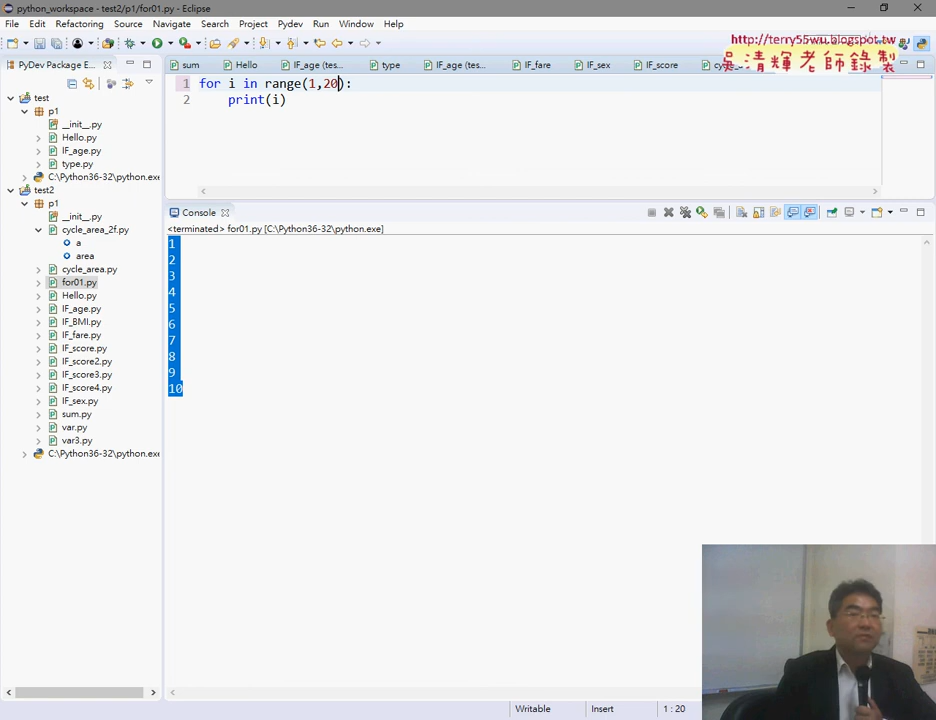 python_workspace - test2/p1/for01.py - Eclipse
File Edit Refactoring Source Navigate Search Project Pydev Run Window Help
http://terry55wu.blogspot.tw
吳清輝老師錄製
PyDev Package E...
sum Hello IF_age (tes... type IF_age (tes... IF_fare IF_sex IF_score
test
p1
__init__.py
Hello.py
IF_age.py
type.py
C:\Python36-32\python.exe
test2
p1
__init__.py
cycle_area_2f.py
a
area
cycle_area.py
for01.py
Hello.py
IF_age.py
IF_BMI.py
IF_fare.py
IF_score.py
IF_score2.py
IF_score3.py
IF_score4.py
IF_sex.py
sum.py
var.py
var3.py
C:\Python36-32\python.exe
1 for i in range(1,20):
2 print(i)
Console
<terminated> for01.py [C:\Python36-32\python.exe]
1
2
3
4
5
6
7
8
9
10
Writable Insert 1 : 20